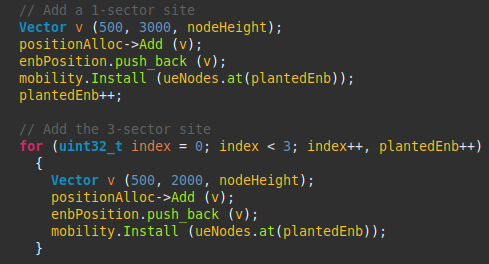 // Add a 1-sector site
Vector v (500, 3000, nodeHeight);
positionAlloc->Add (v);
enbPosition.push_back (v);
mobility.Install (ueNodes.at(plantedEnb));
plantedEnb++;

// Add the 3-sector site
for (uint32_t index = 0; index < 3; index++, plantedEnb++)
  {
    Vector v (500, 2000, nodeHeight);
    positionAlloc->Add (v);
    enbPosition.push_back (v);
    mobility.Install (ueNodes.at(plantedEnb));
  }